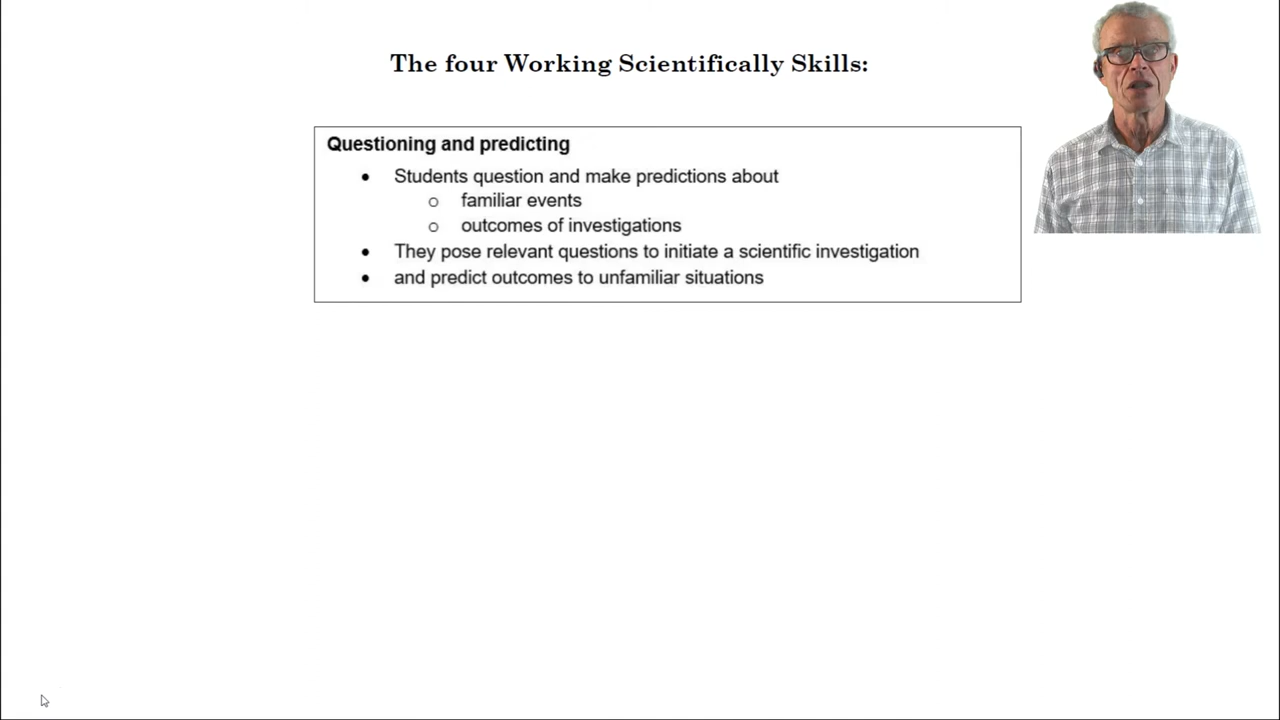 The four Working Scientifically Skills:
Questioning and predicting
• Students question and make predictions about
o familiar events
o outcomes of investigations
• They pose relevant questions to initiate a scientific investigation
• and predict outcomes to unfamiliar situations